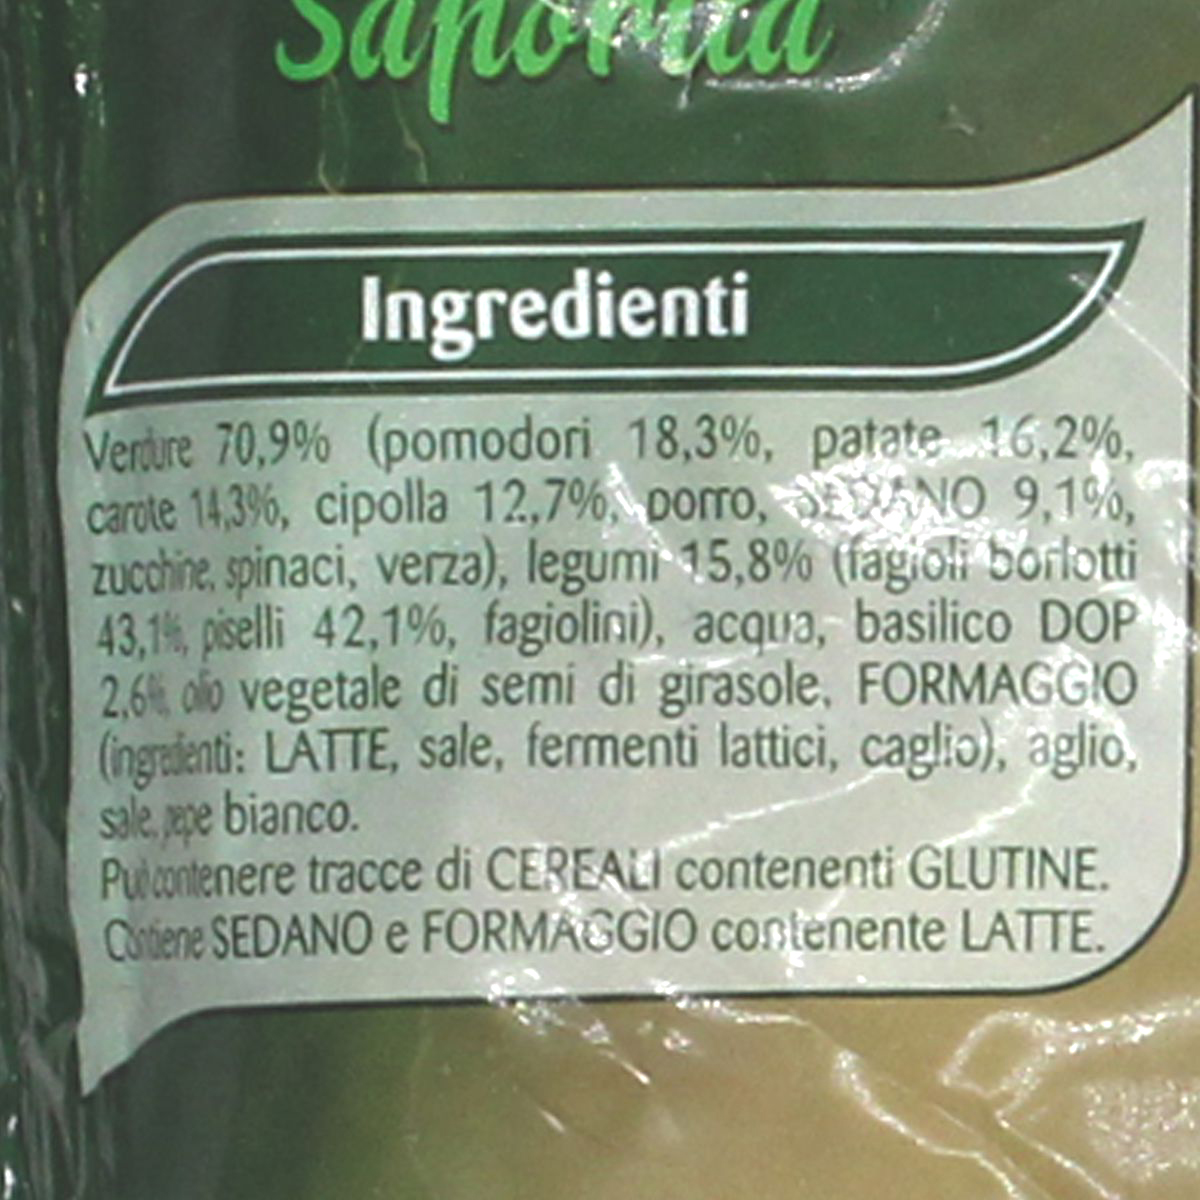 Saporita
Ingredienti
Verdure 70,9% (pomodori 18,3%, patate 16,2%,
carote 14,3%, cipolla 12,7%, porro, SEDANO 9,1%,
zucchine, spinaci, verza), legumi 15,8% (fagioli borlotti
43,1%, piselli 42,1%, fagiolini), acqua, basilico DOP
2,6%, olio vegetale di semi di girasole, FORMAGGIO
(ingredienti: LATTE, sale, fermenti lattici, caglio), aglio,
sale, pepe bianco.
Può contenere tracce di CEREALI contenenti GLUTINE.
Contiene SEDANO e FORMAGGIO contenente LATTE.